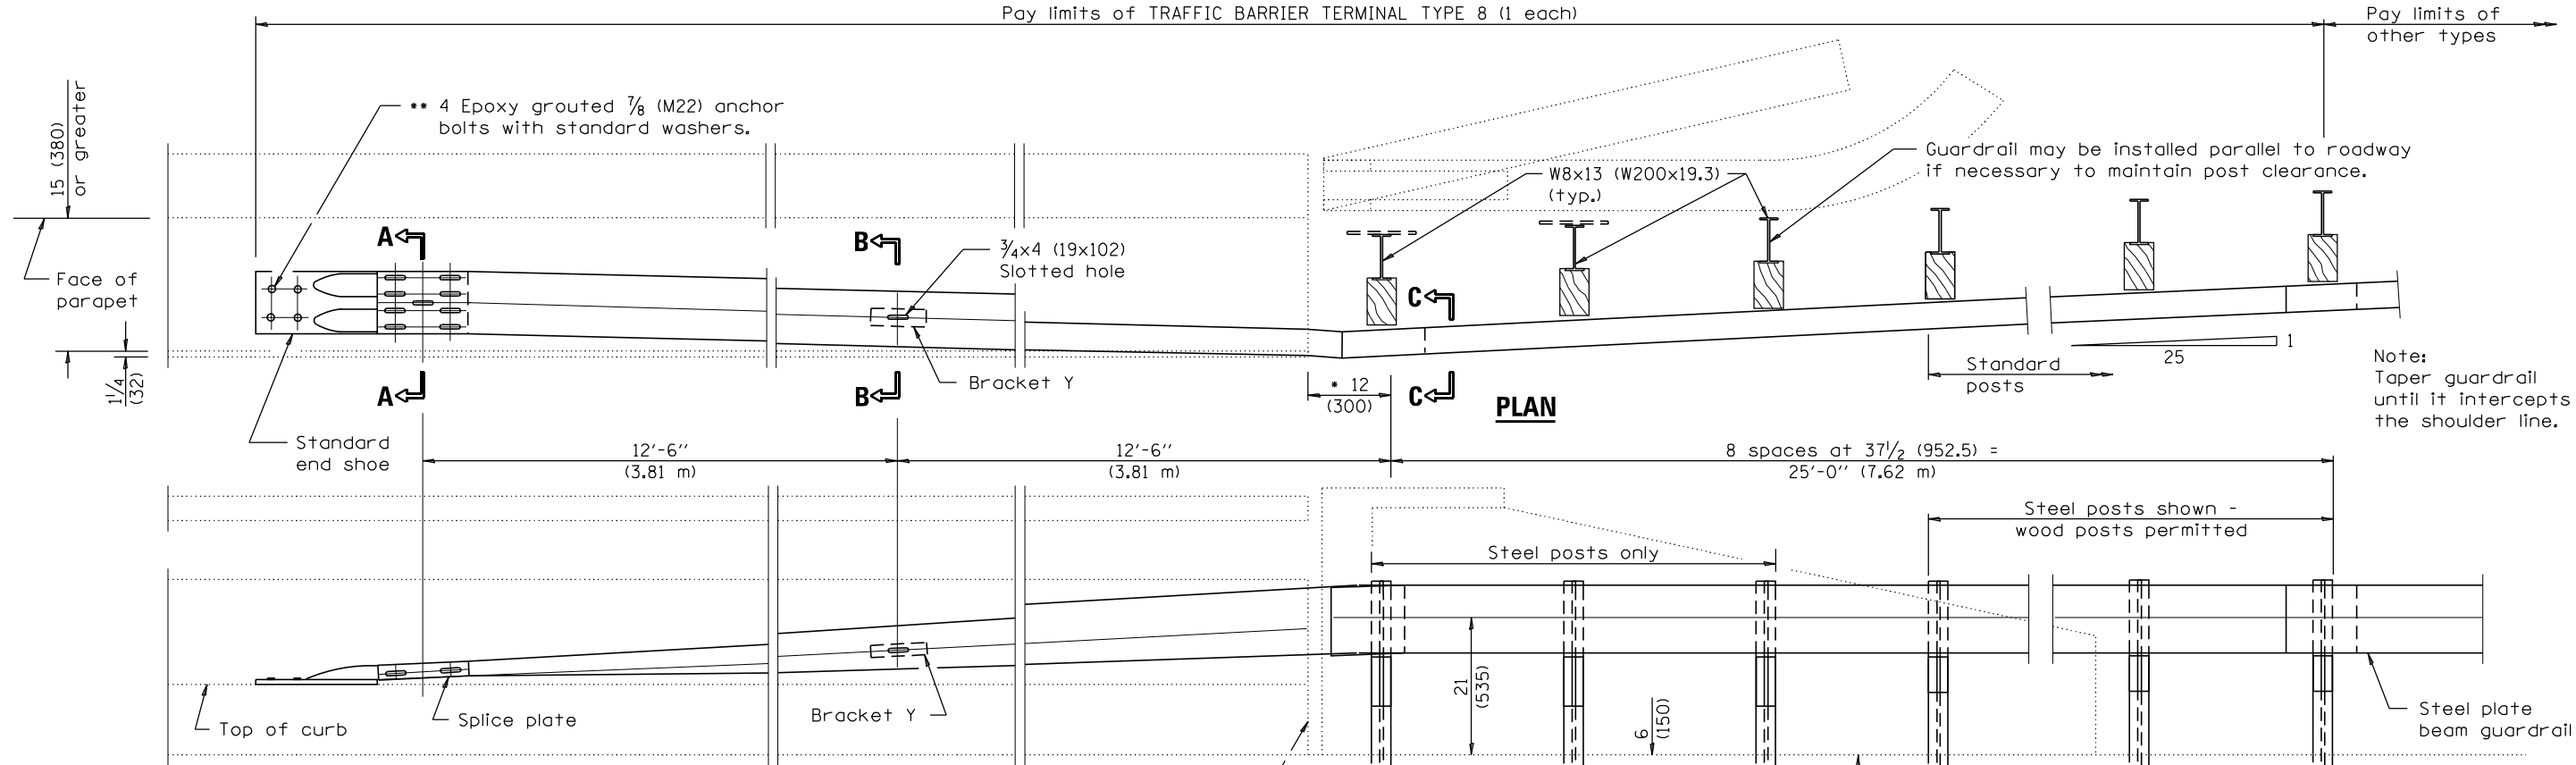 Pay limits of TRAFFIC BARRIER TERMINAL TYPE 8 (1 each)
Pay limits of
other types
15 (380)
or greater
** 4 Epoxy grouted 7/8 (M22) anchor
bolts with standard washers.
Guardrail may be installed parallel to roadway
if necessary to maintain post clearance.
W8x13 (W200x19.3)
(typ.)
A
B
3/4x4 (19x102)
Slotted hole
Face of
parapet
C
1 1/4
(32)
A
B
Bracket Y
* 12
(300)
C
PLAN
Standard
posts
25
1
Note:
Taper guardrail
until it intercepts
the shoulder line.
Standard
end shoe
12'-6''
(3.81 m)
12'-6''
(3.81 m)
8 spaces at 37 1/2 (952.5) =
25'-0'' (7.62 m)
Steel posts shown -
wood posts permitted
Steel posts only
21
(535)
6
(150)
Top of curb
Splice plate
Bracket Y
Steel plate
beam guardrail